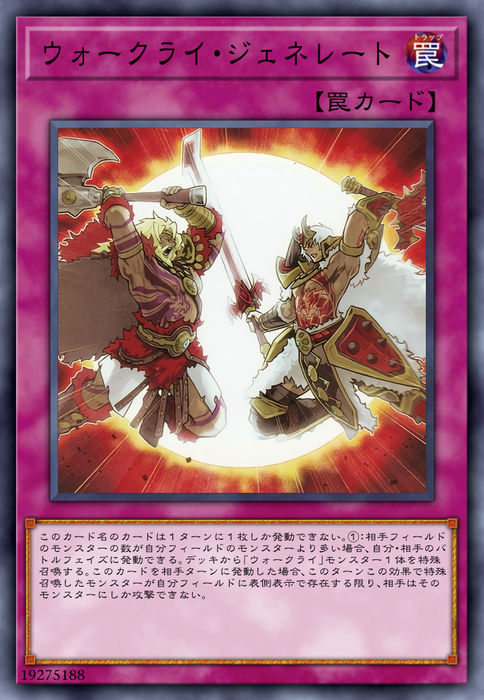 ウォークライ・ジェネレート
トラップ
罠
【罠カード】
このカード名のカードは1ターンに1枚しか発動できない。①:相手フィールド
のモンスターの数が自分フィールドのモンスターより多い場合、自分・相手のバ
トルフェイズに発動できる。デッキから「ウォークライ」モンスター1体を特殊
召喚する。このカードを相手ターンに発動した場合、このターンこの効果で特殊
召喚したモンスターが自分フィールドに表側表示で存在する限り、相手はその
モンスターにしか攻撃できない。
19275188